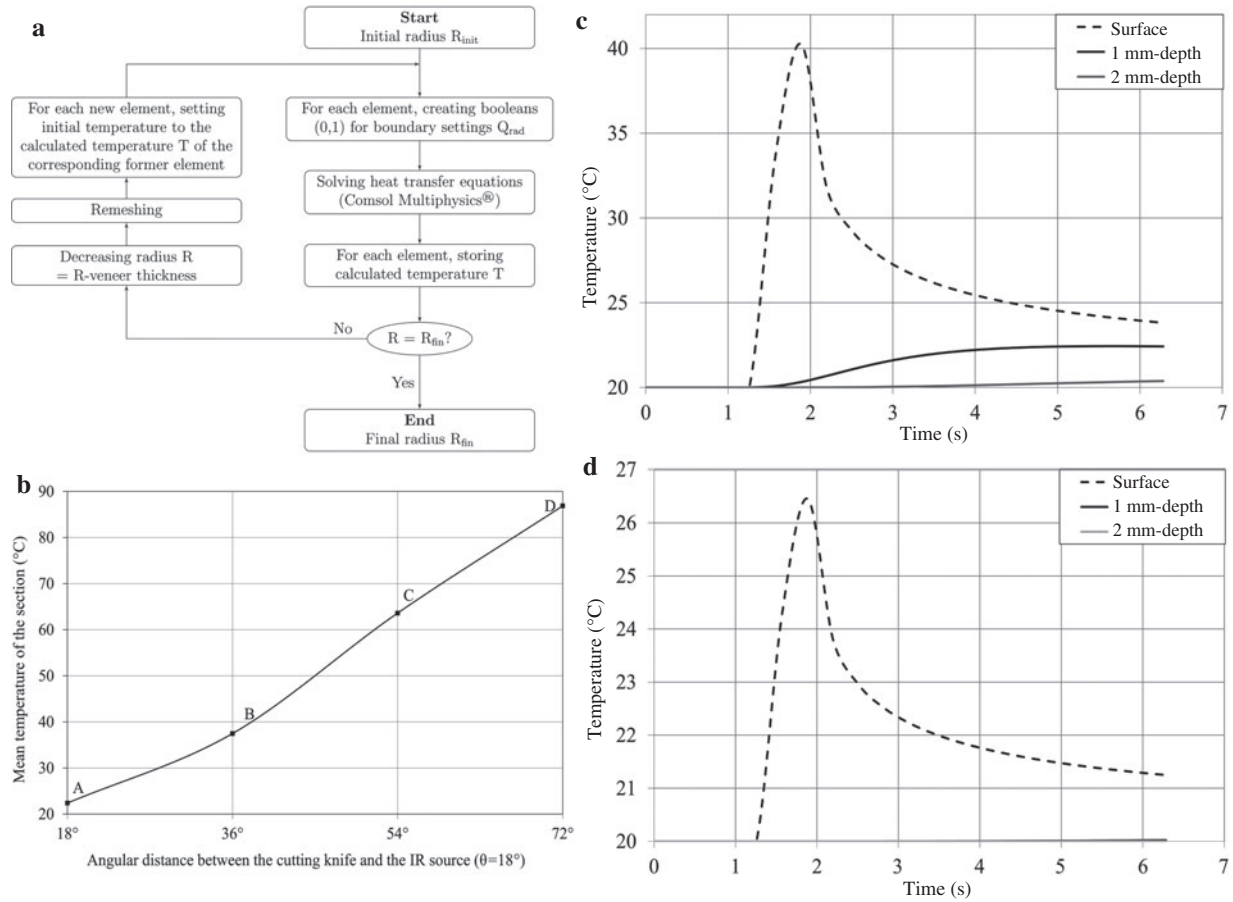 a
Start
Initial radius R_init
For each new element, setting
initial temperature to the
calculated temperature T of the
corresponding former element
For each element, creating booleans
(0,1) for boundary settings Q_rad
Solving heat transfer equations
(Comsol Multiphysics®)
Remeshing
Decreasing radius R
= R-veneer thickness
For each element, storing
calculated temperature T
No
R = R_fin?
Yes
End
Final radius R_fin
b
Mean temperature of the section (°C)
90
80
70
60
50
40
30
20
A
B
C
D
18°
36°
54°
72°
Angular distance between the cutting knife and the IR source (θ=18°)
c
Temperature (°C)
40
35
30
25
20
Surface
1 mm-depth
2 mm-depth
0
1
2
3
4
5
6
7
Time (s)
d
Temperature (°C)
27
26
25
24
23
22
21
20
Surface
1 mm-depth
2 mm-depth
0
1
2
3
4
5
6
7
Time (s)